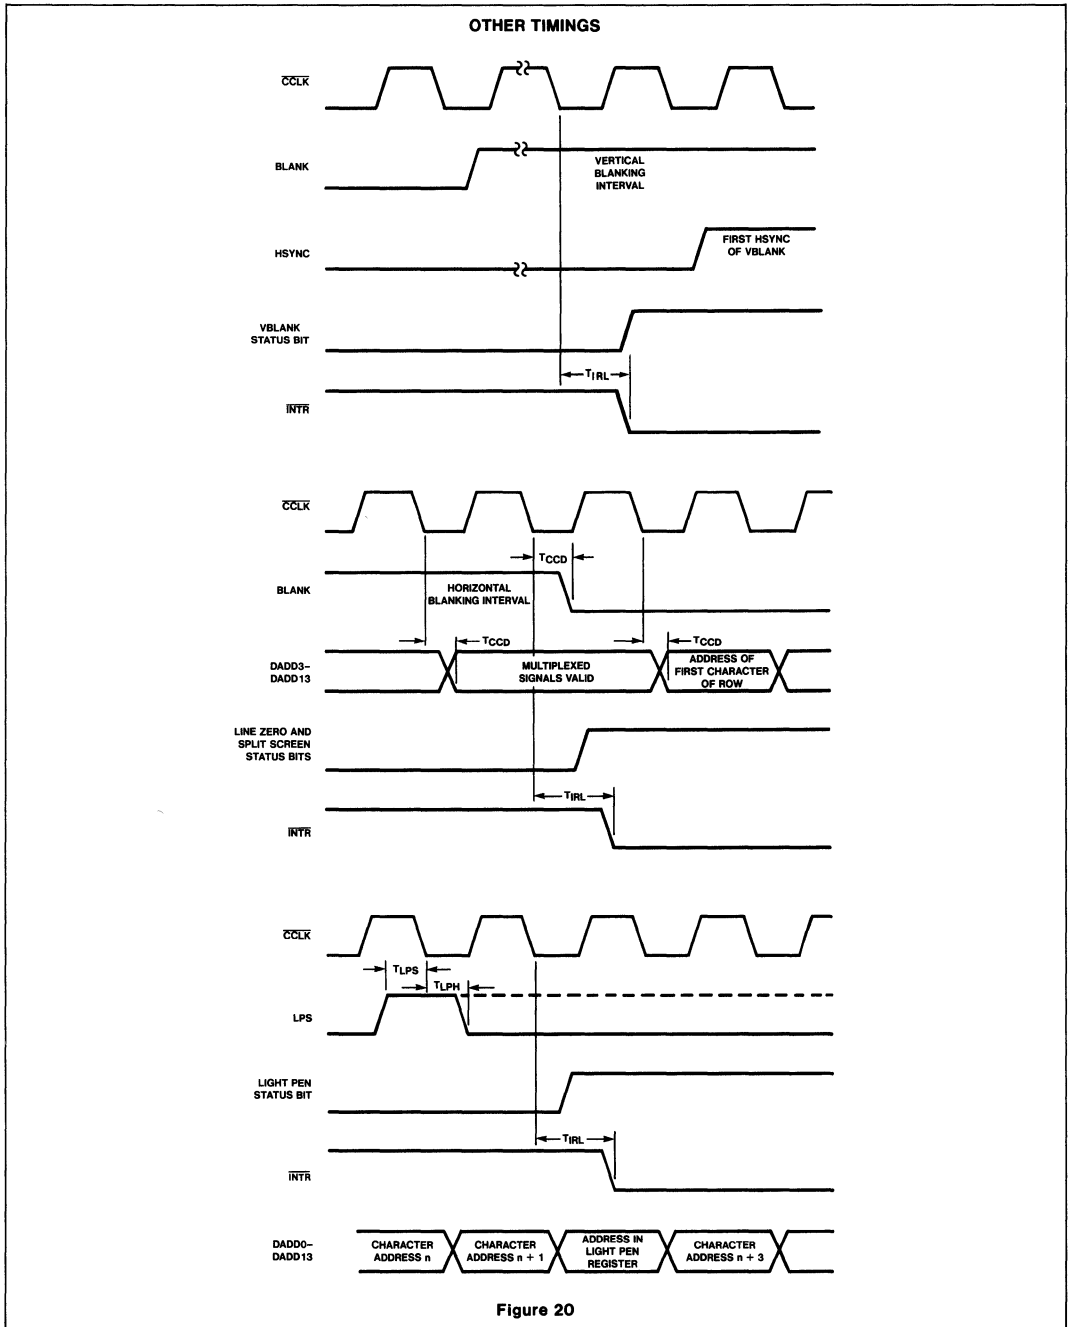 OTHER TIMINGS
CCLK
BLANK
VERTICAL
BLANKING
INTERVAL
HSYNC
FIRST HSYNC
OF VBLANK
VBLANK
STATUS BIT
TIRL
INTR
CCLK
TCCD
BLANK
HORIZONTAL
BLANKING INTERVAL
TCCD
TCCD
DADD3–
DADD13
MULTIPLEXED
SIGNALS VALID
ADDRESS OF
FIRST CHARACTER
OF ROW
LINE ZERO AND
SPLIT SCREEN
STATUS BITS
TIRL
INTR
CCLK
TLPS
TLPH
LPS
LIGHT PEN
STATUS BIT
TIRL
INTR
DADD0–
DADD13
CHARACTER
ADDRESS n
CHARACTER
ADDRESS n + 1
ADDRESS IN
LIGHT PEN
REGISTER
CHARACTER
ADDRESS n + 3
Figure 20